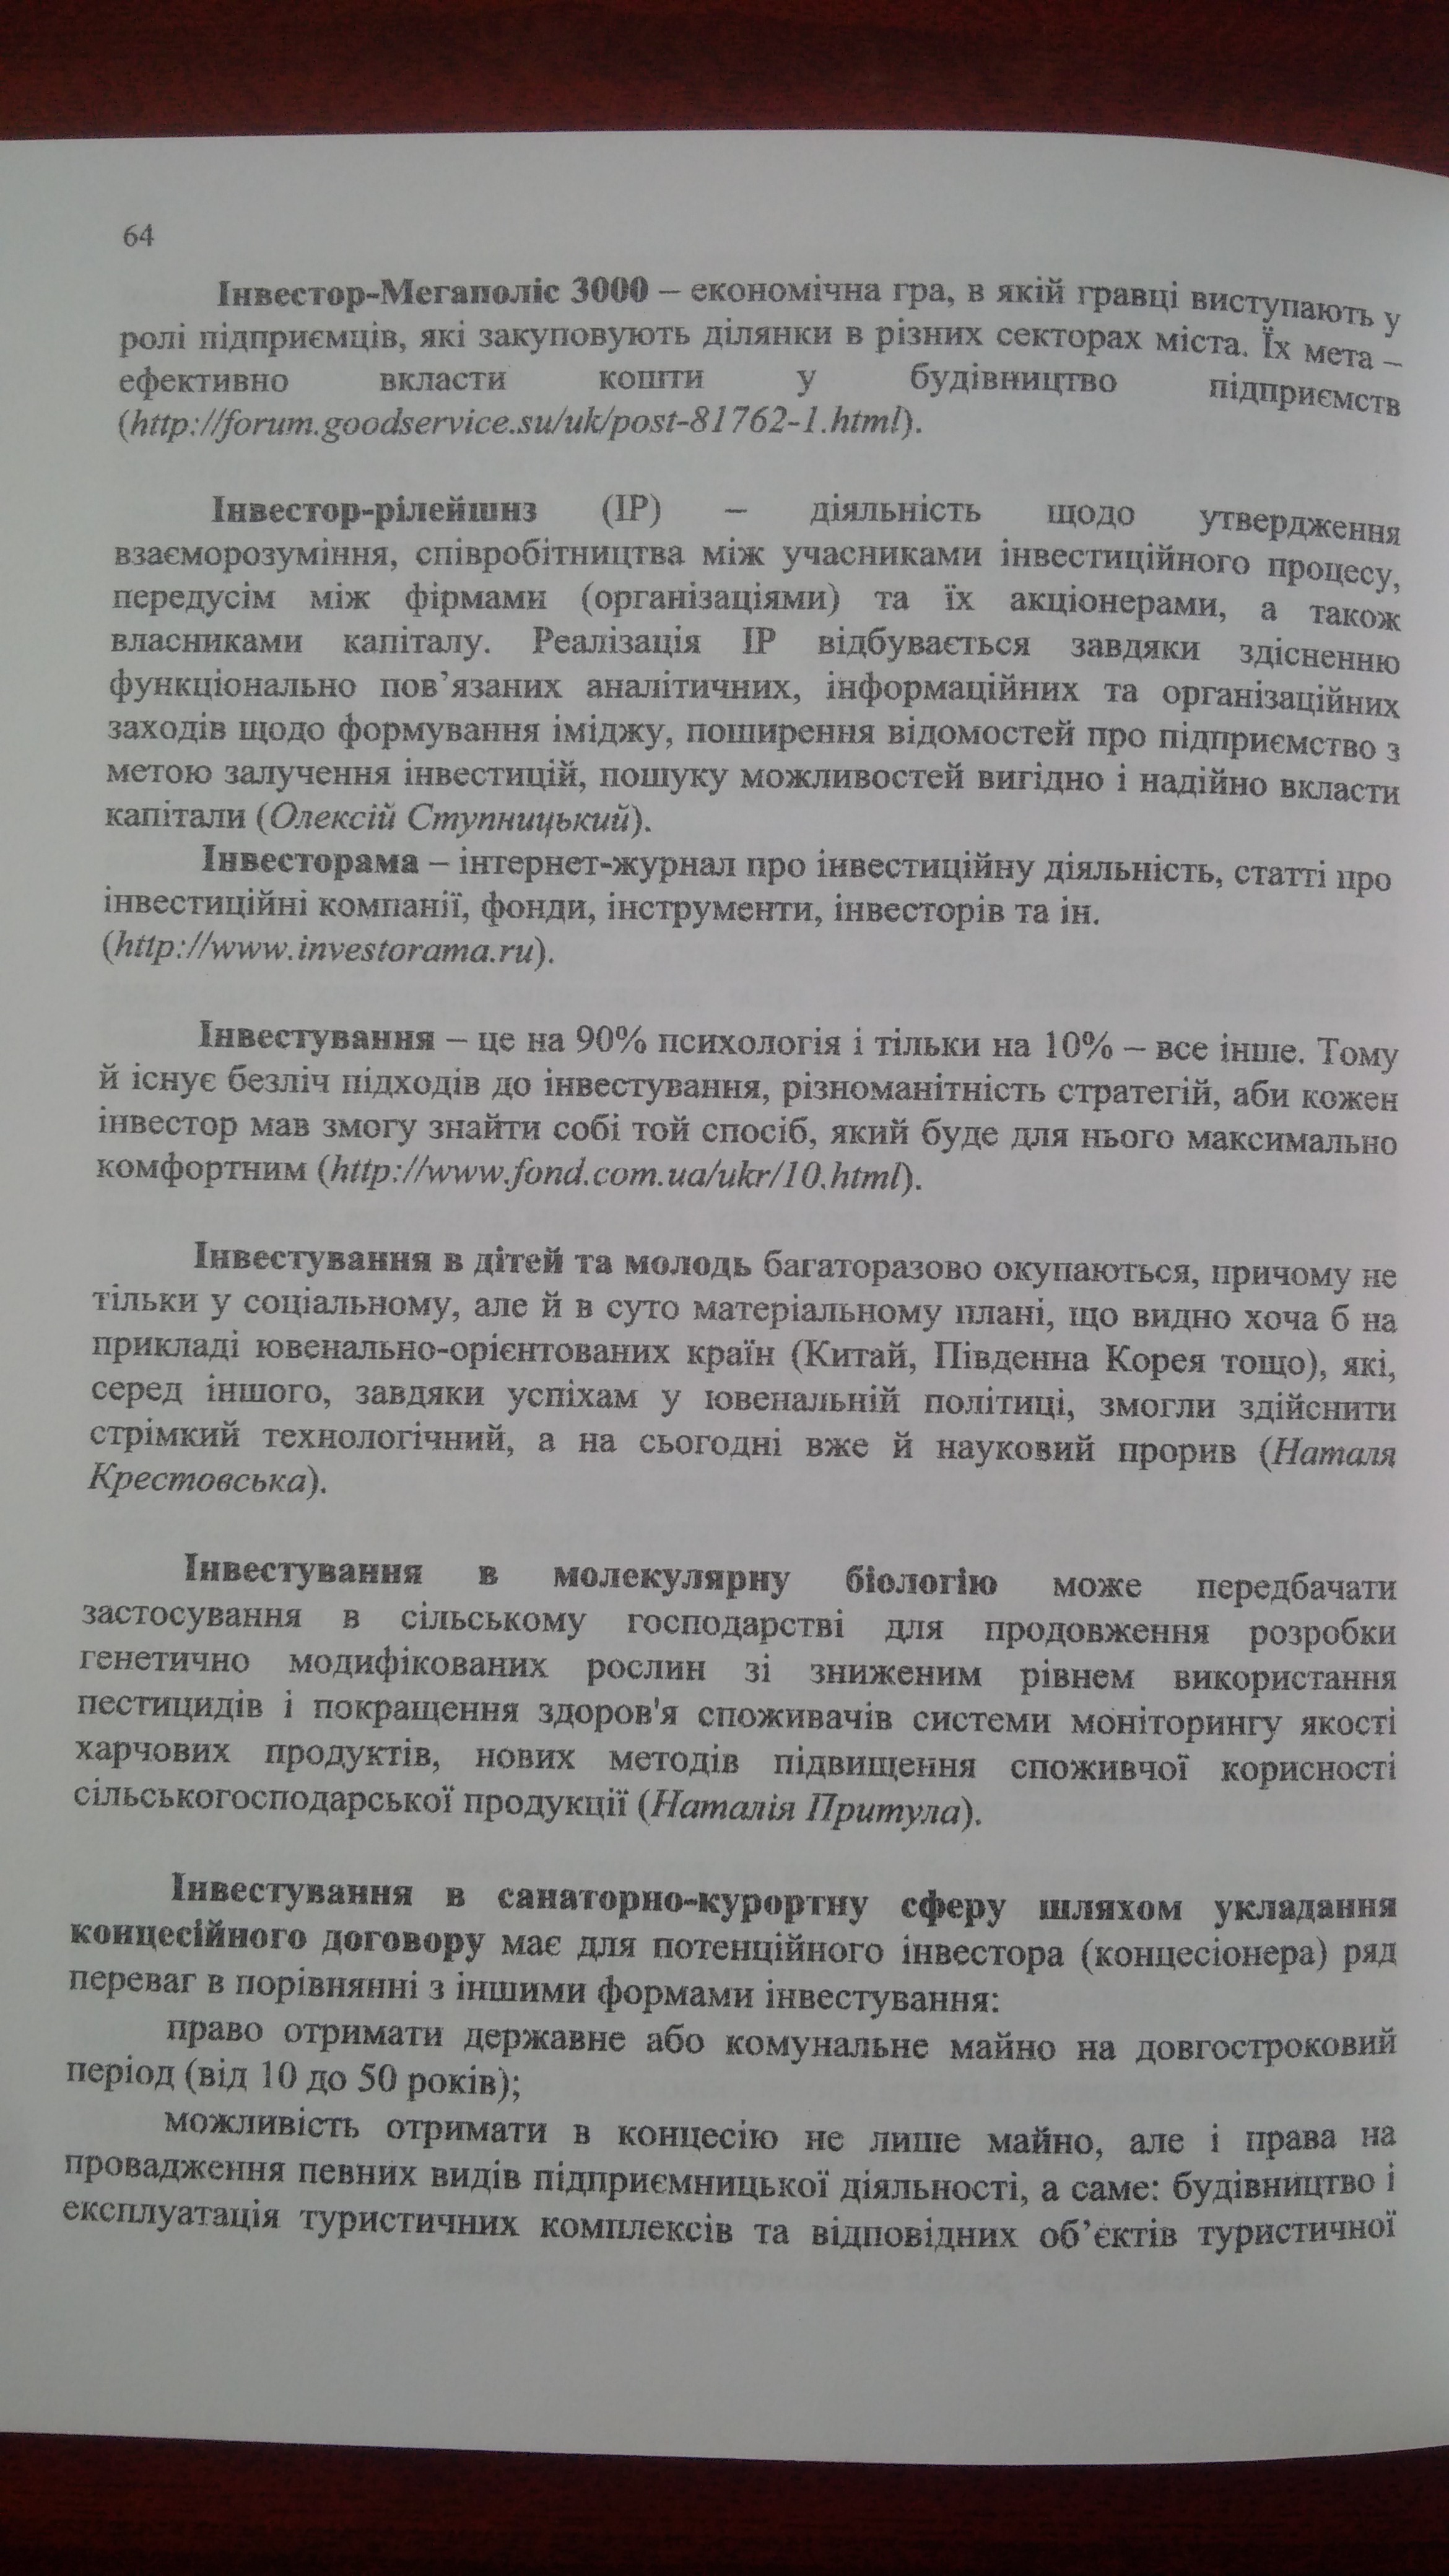 64
Інвестор-Мегаполіс 3000 – економічна гра, в якій гравці виступають у
ролі підприємців, які закуповують ділянки в різних секторах міста. Їх мета –
ефективно вкласти кошти у будівництво підприємств
(http://forum.goodservice.su/uk/post-81762-1.html).
Інвестор-рілейшнз (ІР) – діяльність щодо утвердження
взаєморозуміння, співробітництва між учасниками інвестиційного процесу,
передусім між фірмами (організаціями) та їх акціонерами, а також
власниками капіталу. Реалізація ІР відбувається завдяки здісненню
функціонально пов’язаних аналітичних, інформаційних та організаційних
заходів щодо формування іміджу, поширення відомостей про підприємство з
метою залучення інвестицій, пошуку можливостей вигідно і надійно вкласти
капітали (Олексій Ступницький).
Інвесторама – інтернет-журнал про інвестиційну діяльність, статті про
інвестиційні компанії, фонди, інструменти, інвесторів та ін.
(http://www.investorama.ru).
Інвестування – це на 90% психологія і тільки на 10% – все інше. Тому
й існує безліч підходів до інвестування, різноманітність стратегій, аби кожен
інвестор мав змогу знайти собі той спосіб, який буде для нього максимально
комфортним (http://www.fond.com.ua/ukr/10.html).
Інвестування в дітей та молодь багаторазово окупаються, причому не
тільки у соціальному, але й в суто матеріальному плані, що видно хоча б на
прикладі ювенально-орієнтованих країн (Китай, Південна Корея тощо), які,
серед іншого, завдяки успіхам у ювенальній політиці, змогли здійснити
стрімкий технологічний, а на сьогодні вже й науковий прорив (Наталя
Крестовська).
Інвестування в молекулярну біологію може передбачати
застосування в сільському господарстві для продовження розробки
генетично модифікованих рослин зі зниженим рівнем використання
пестицидів і покращення здоров'я споживачів системи моніторингу якості
харчових продуктів, нових методів підвищення споживчої корисності
сільськогосподарської продукції (Наталія Притула).
Інвестування в санаторно-курортну сферу шляхом укладання
концесійного договору має для потенційного інвестора (концесіонера) ряд
переваг в порівнянні з іншими формами інвестування:
право отримати державне або комунальне майно на довгостроковий
період (від 10 до 50 років);
можливість отримати в концесію не лише майно, але і права на
провадження певних видів підприємницької діяльності, а саме: будівництво і
експлуатація туристичних комплексів та відповідних об’єктів туристичної